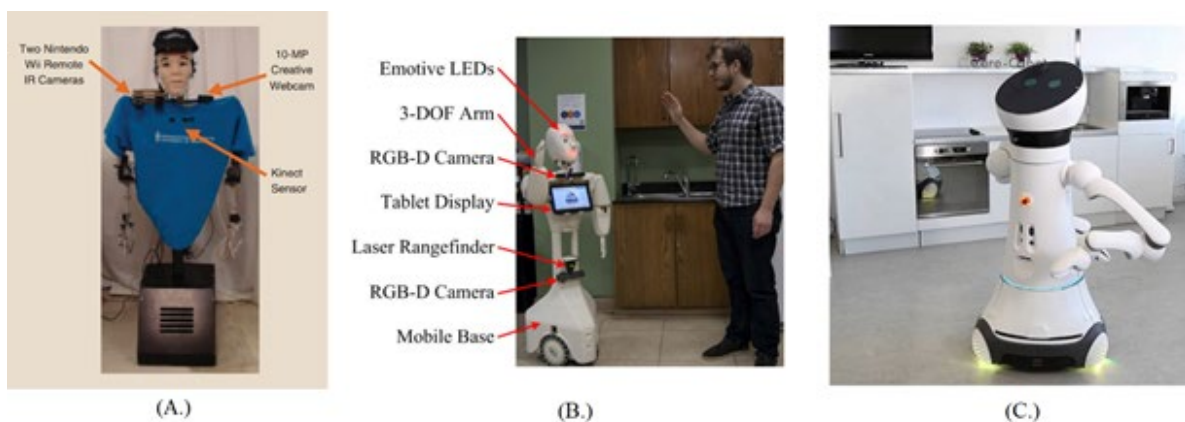 Two Nintendo
Wii Remote
IR Cameras
10-MP
Creative
Webcam
Kinect
Sensor
(A.)
Emotive LEDs
3-DOF Arm
RGB-D Camera
Tablet Display
Laser Rangefinder
RGB-D Camera
Mobile Base
(B.)
(C.)